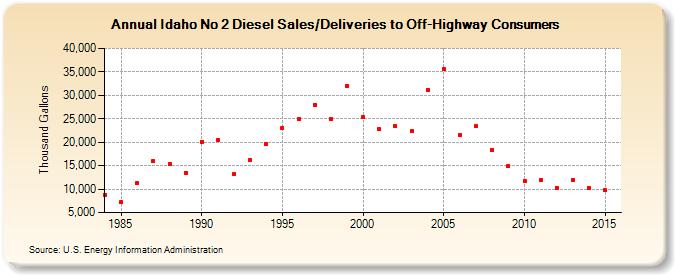 Annual Idaho No 2 Diesel Sales/Deliveries to Off-Highway Consumers
Thousand Gallons
40,000
35,000
30,000
25,000
20,000
15,000
10,000
5,000
1985 1990 1995 2000 2005 2010 2015
Source: U.S. Energy Information Administration